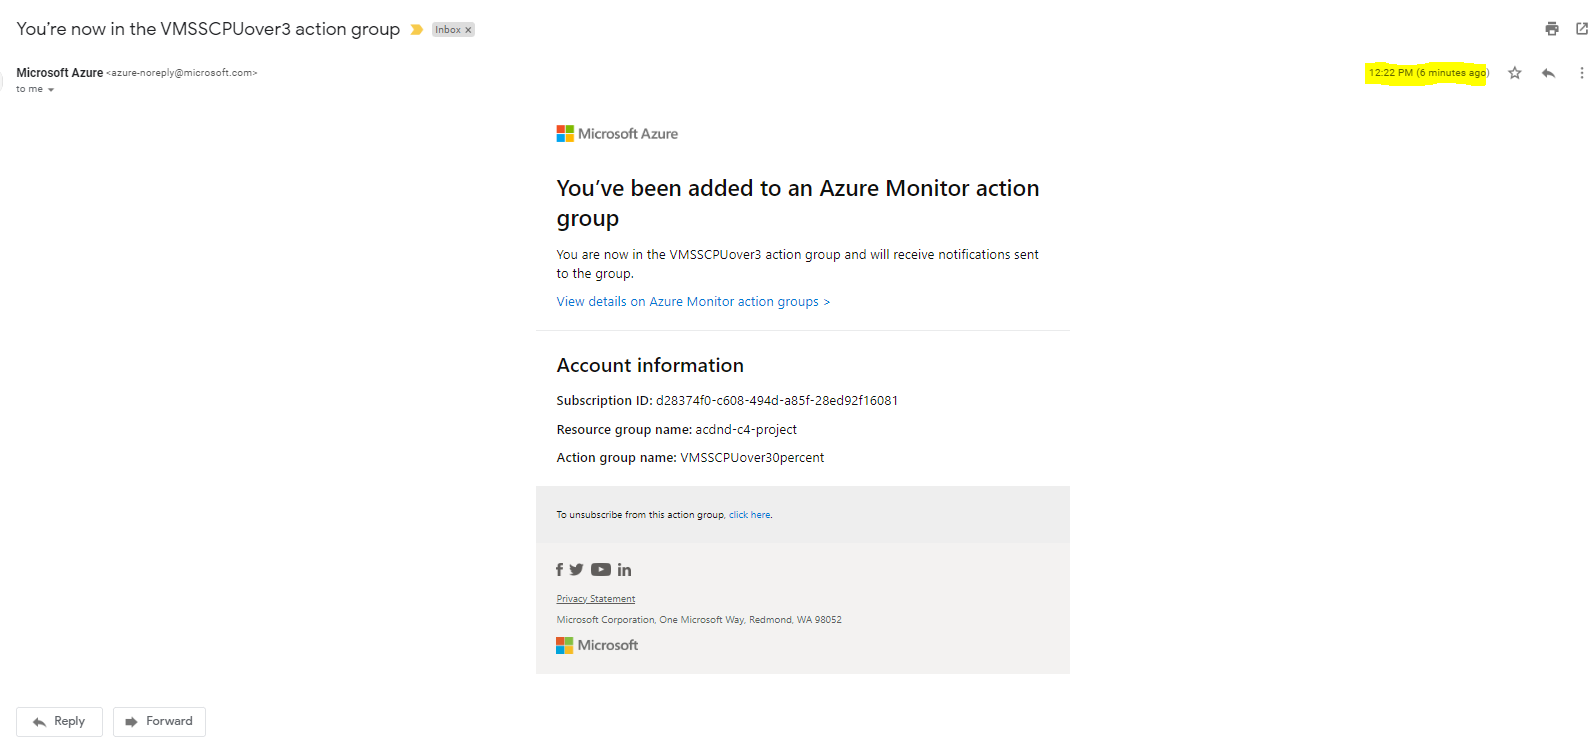 You’re now in the VMSSCPUover3 action group Inbox x
Microsoft Azure <azure-noreply@microsoft.com> 12:22 PM (6 minutes ago)
to me
Microsoft Azure
You’ve been added to an Azure Monitor action
group
You are now in the VMSSCPUover3 action group and will receive notifications sent
to the group.
View details on Azure Monitor action groups >
Account information
Subscription ID: d28374f0-c608-494d-a85f-28ed92f16081
Resource group name: acdnd-c4-project
Action group name: VMSSCPUover30percent
To unsubscribe from this action group, click here.
Privacy Statement
Microsoft Corporation, One Microsoft Way, Redmond, WA 98052
Microsoft
Reply Forward